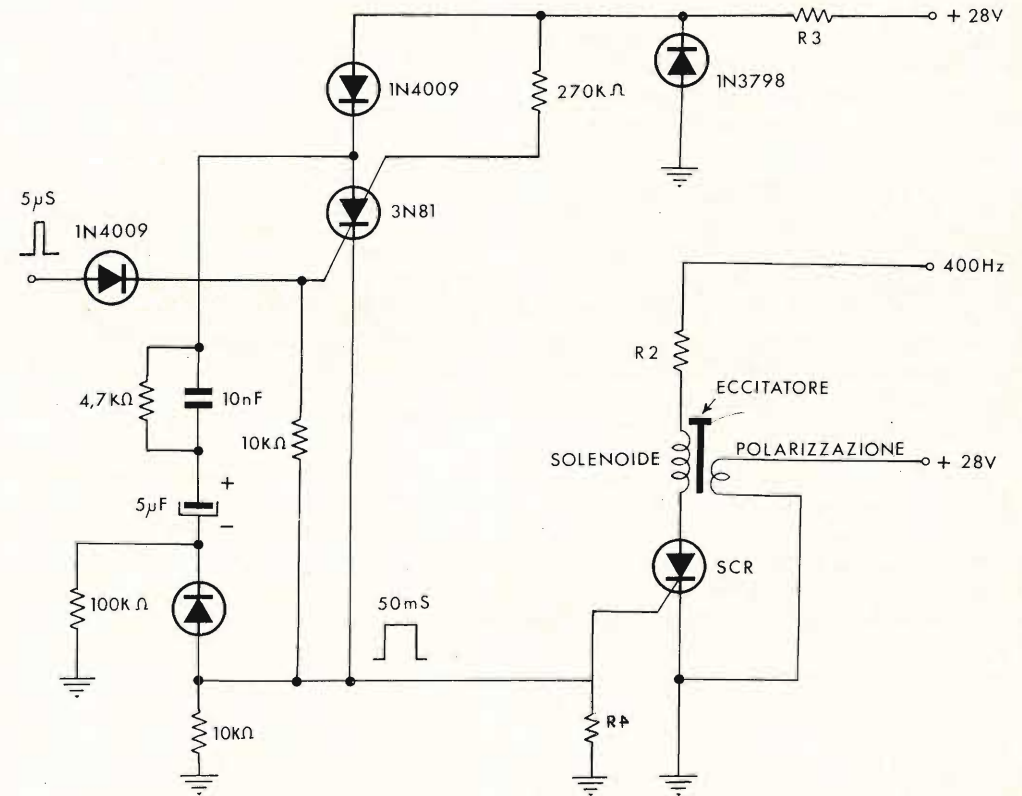 + 28V
R3
1N4009
270KΩ
1N3798
5µS
3N81
1N4009
400Hz
R2
ECCITATORE
4,7KΩ
10nF
10KΩ
SOLENOIDE
POLARIZZAZIONE
+ 28V
+
5µF
−
SCR
100KΩ
50mS
R4
10KΩ